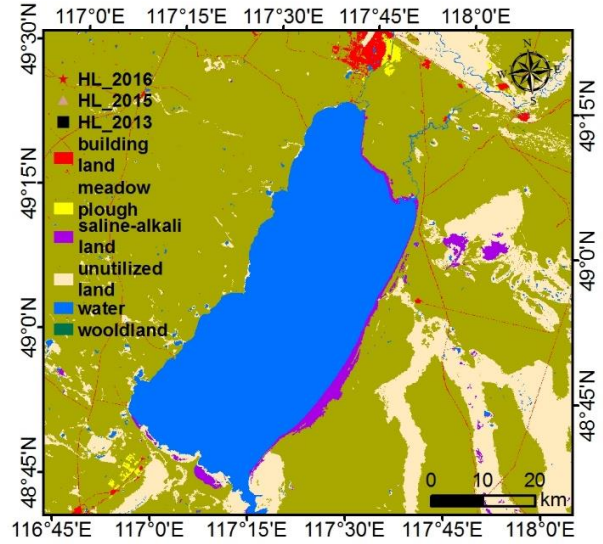 117°0'E 117°15'E 117°30'E 117°45'E 118°0'E
49°30'N
49°15'N
49°0'N
48°45'N
49°15'N
49°0'N
48°45'N
N
W
E
S
HL_2016
HL_2015
HL_2013
building
land
meadow
plough
saline-alkali
land
unutilized
land
water
wooldland
0 10 20
km
116°45'E 117°0'E 117°15'E 117°30'E 117°45'E 118°0'E